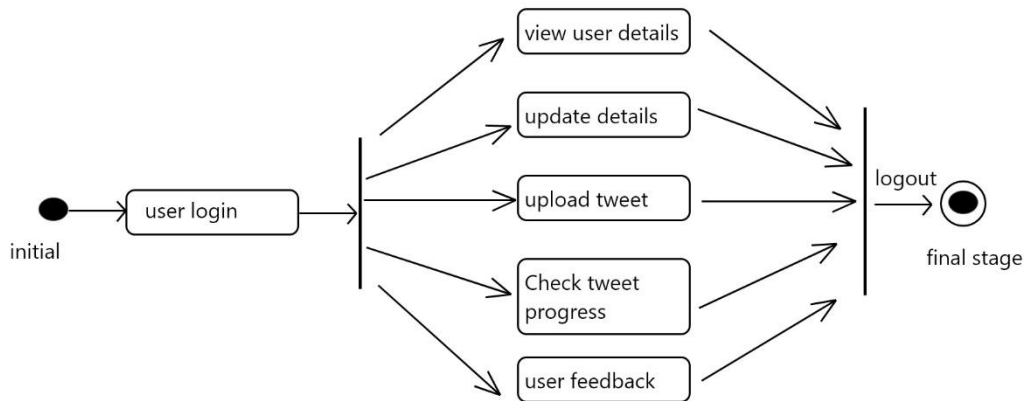 view user details
update details
user login
upload tweet
logout
initial
final stage
Check tweet
progress
user feedback